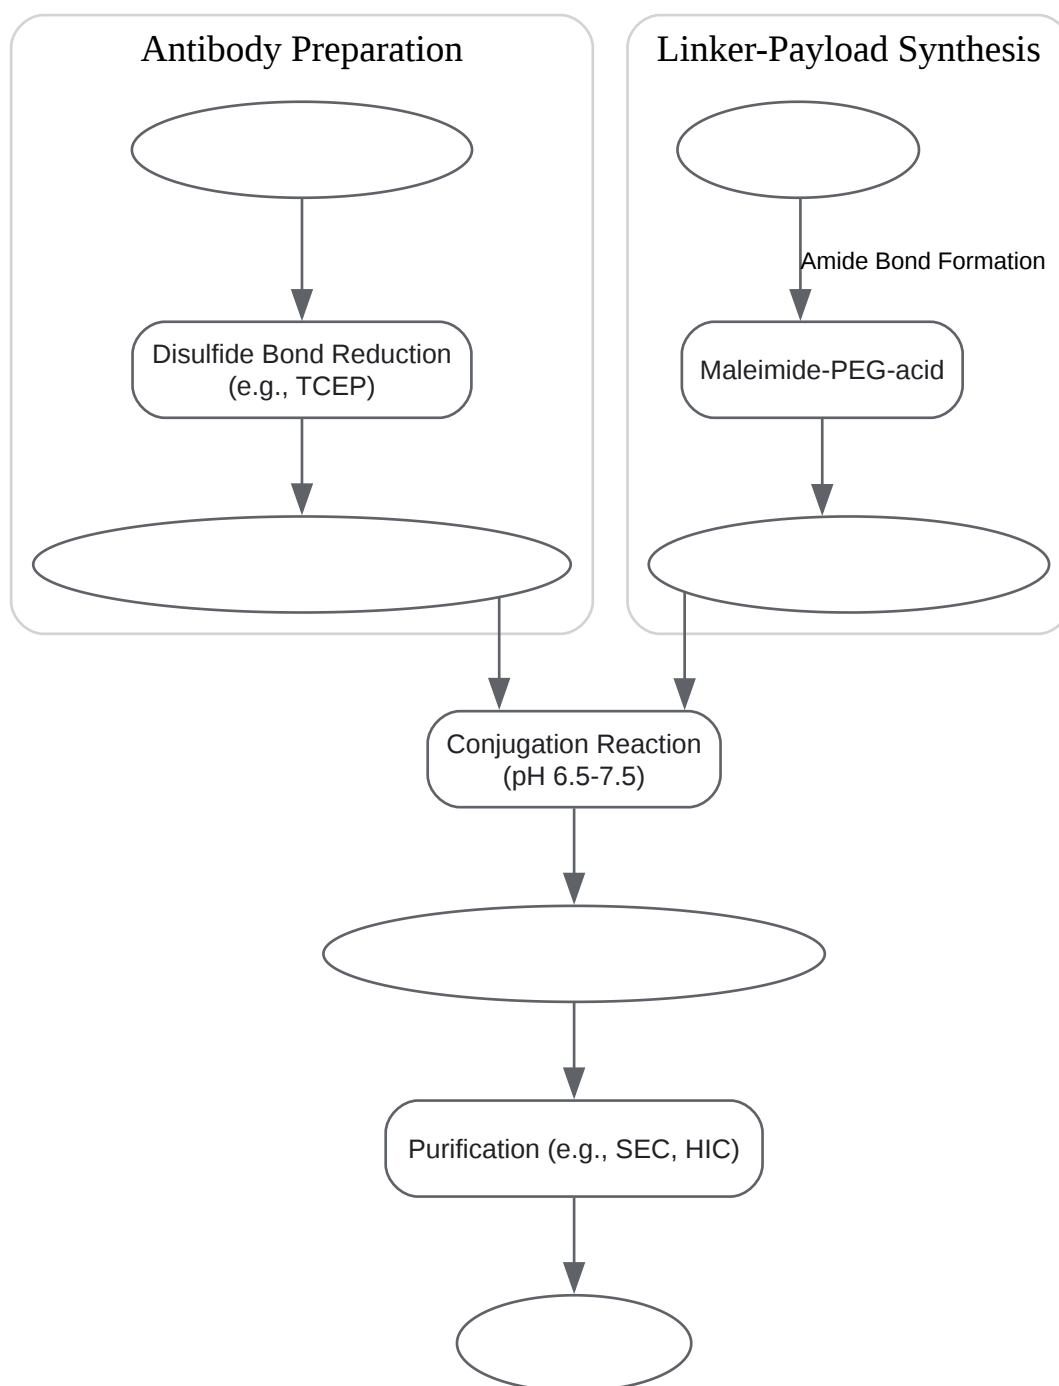 Antibody Preparation
Linker-Payload Synthesis
Amide Bond Formation
Disulfide Bond Reduction
(e.g., TCEP)
Maleimide-PEG-acid
Conjugation Reaction
(pH 6.5-7.5)
Purification (e.g., SEC, HIC)